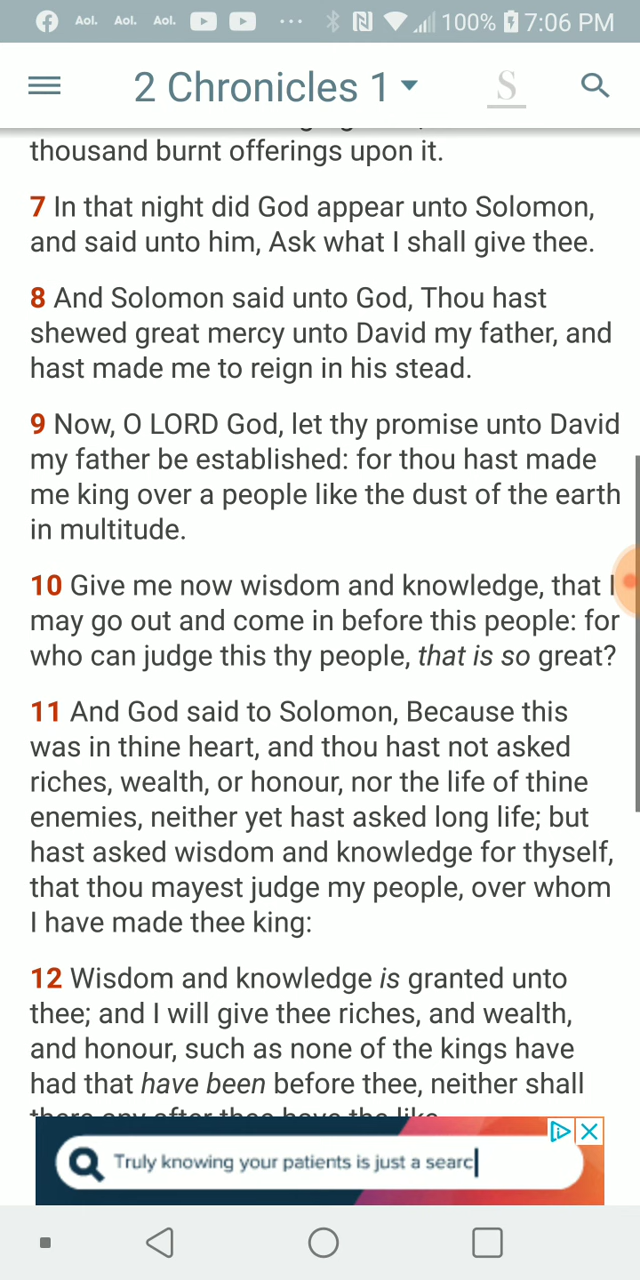 Aol. Aol. Aol. ... 100% 7:06 PM
2 Chronicles 1 S
thousand burnt offerings upon it.
7 In that night did God appear unto Solomon,
and said unto him, Ask what I shall give thee.
8 And Solomon said unto God, Thou hast
shewed great mercy unto David my father, and
hast made me to reign in his stead.
9 Now, O LORD God, let thy promise unto David
my father be established: for thou hast made
me king over a people like the dust of the earth
in multitude.
10 Give me now wisdom and knowledge, that I
may go out and come in before this people: for
who can judge this thy people, that is so great?
11 And God said to Solomon, Because this
was in thine heart, and thou hast not asked
riches, wealth, or honour, nor the life of thine
enemies, neither yet hast asked long life; but
hast asked wisdom and knowledge for thyself,
that thou mayest judge my people, over whom
I have made thee king:
12 Wisdom and knowledge is granted unto
thee; and I will give thee riches, and wealth,
and honour, such as none of the kings have
had that have been before thee, neither shall
there any after thee have the like.
Truly knowing your patients is just a searc